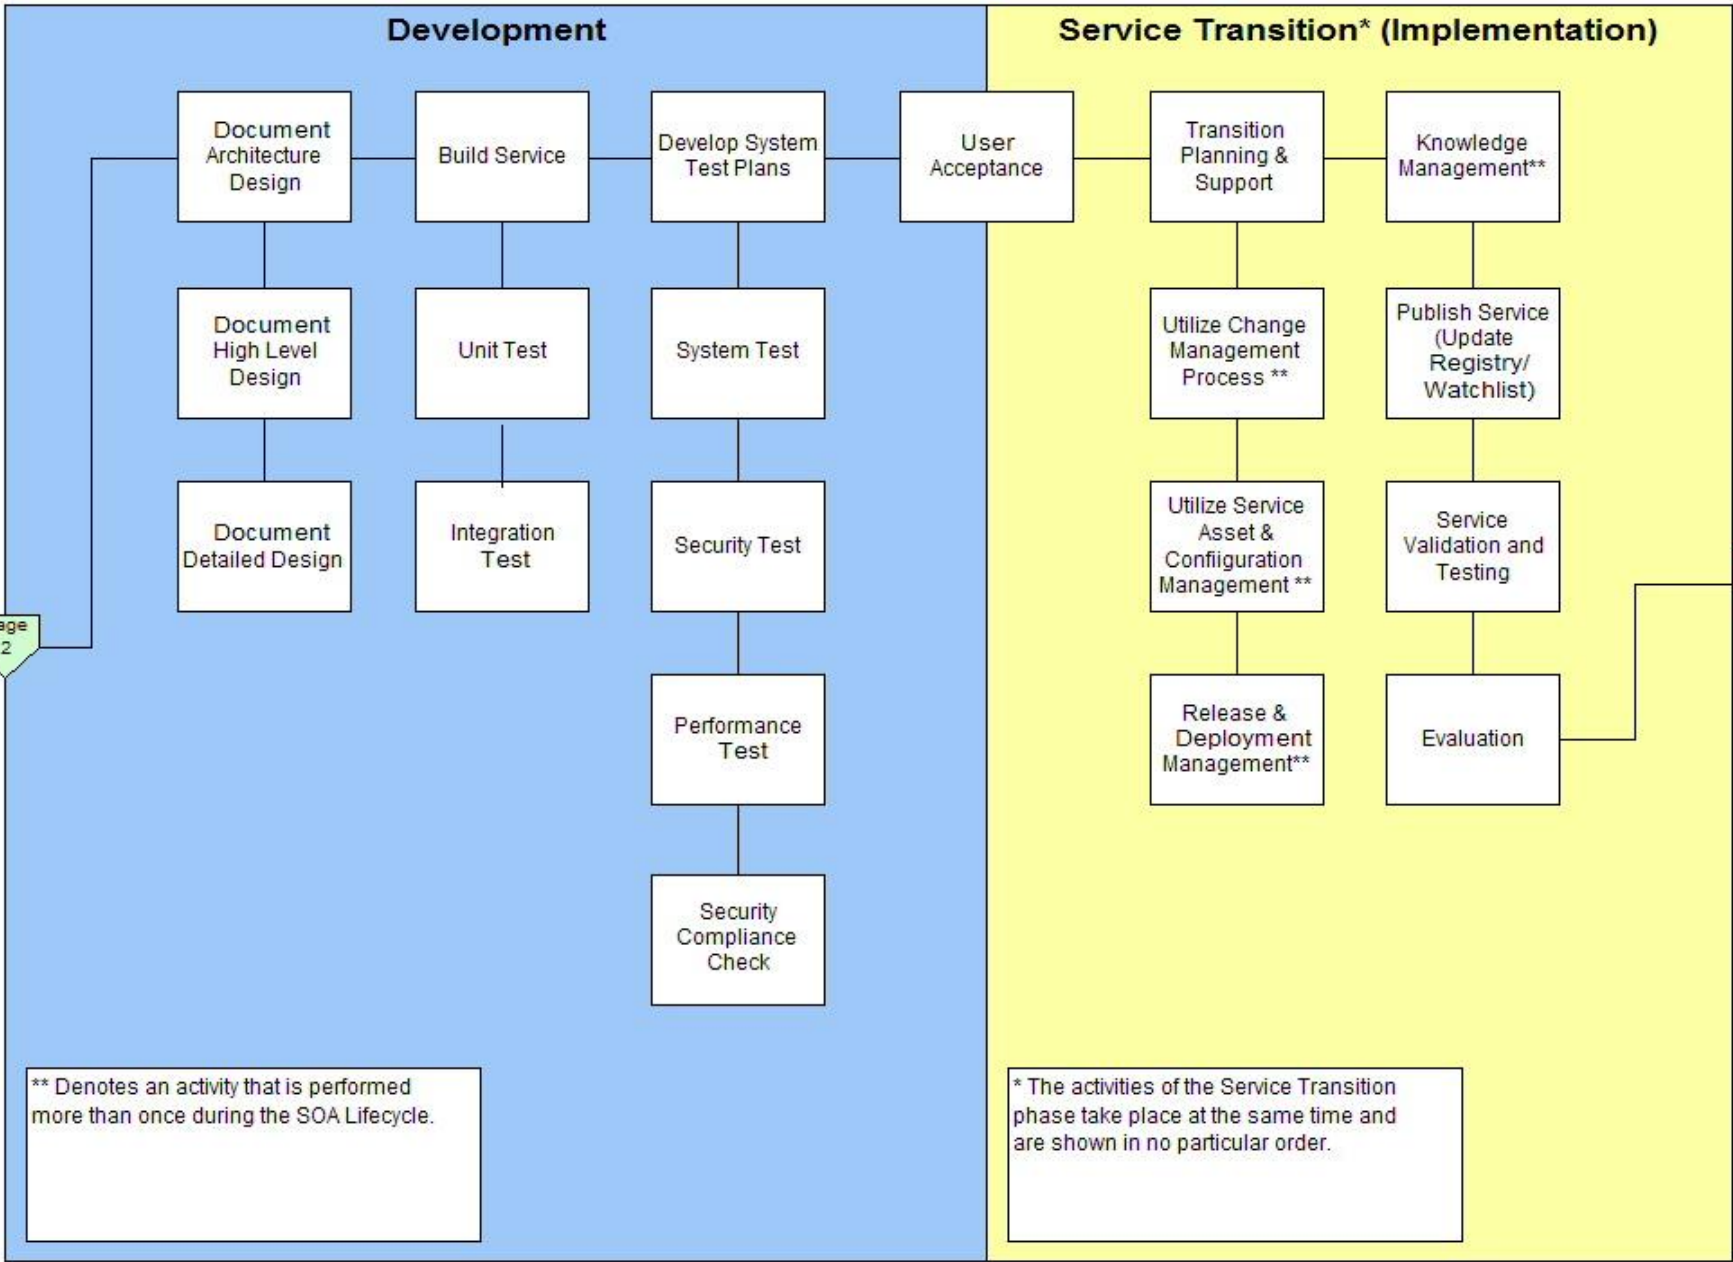 Development
Service Transition* (Implementation)
Document
Architecture
Design
Build Service
Develop System
Test Plans
User
Acceptance
Transition
Planning &
Support
Knowledge
Management**
Document
High Level
Design
Unit Test
System Test
Utilize Change
Management
Process **
Publish Service
(Update
Registry/
Watchlist)
Document
Detailed Design
Integration
Test
Security Test
Utilize Service
Asset &
Confiiguration
Management **
Service
Validation and
Testing
age
2
Performance
Test
Release &
Deployment
Management**
Evaluation
Security
Compliance
Check
** Denotes an activity that is performed
more than once during the SOA Lifecycle.
* The activities of the Service Transition
phase take place at the same time and
are shown in no particular order.